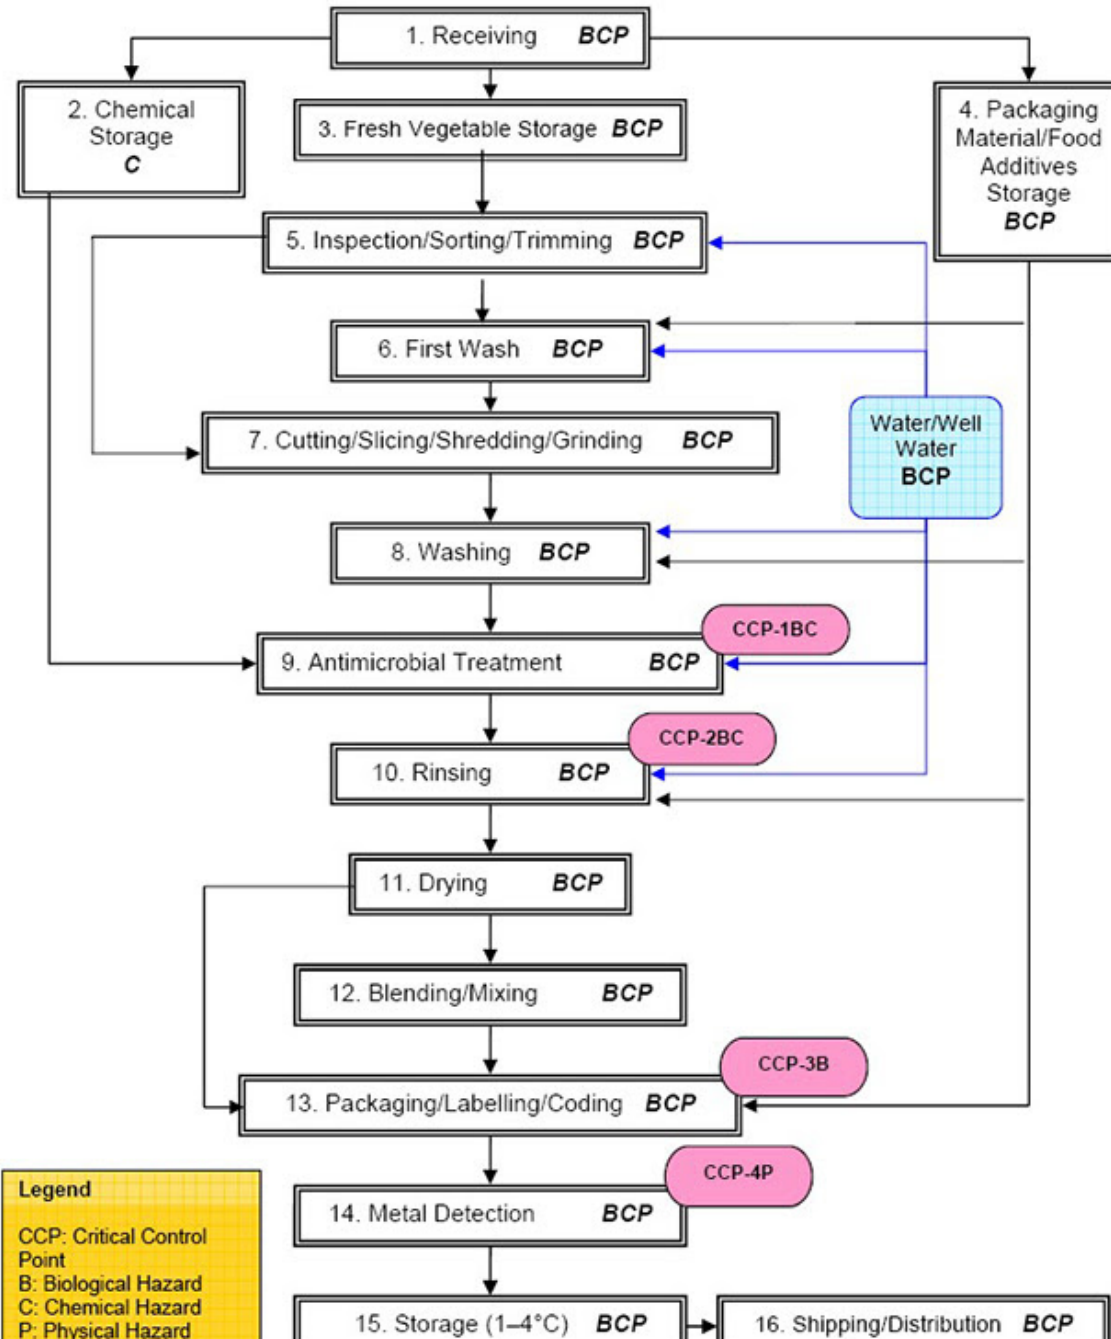 1. Receiving BCP
2. Chemical
Storage
C
3. Fresh Vegetable Storage BCP
4. Packaging
Material/Food
Additives
Storage
BCP
5. Inspection/Sorting/Trimming BCP
6. First Wash BCP
7. Cutting/Slicing/Shredding/Grinding BCP
Water/Well
Water
BCP
8. Washing BCP
CCP-1BC
9. Antimicrobial Treatment BCP
CCP-2BC
10. Rinsing BCP
11. Drying BCP
12. Blending/Mixing BCP
CCP-3B
13. Packaging/Labelling/Coding BCP
CCP-4P
14. Metal Detection BCP
15. Storage (1–4°C) BCP
16. Shipping/Distribution BCP
Legend
CCP: Critical Control
Point
B: Biological Hazard
C: Chemical Hazard
P: Physical Hazard